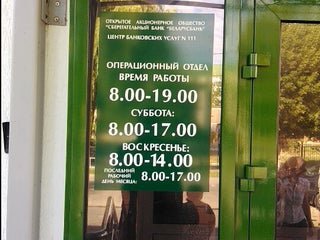 ОТКРЫТОЕ АКЦИОНЕРНОЕ ОБЩЕСТВО
"СБЕРЕГАТЕЛЬНЫЙ БАНК "БЕЛАРУСБАНК"
ЦЕНТР БАНКОВСКИХ УСЛУГ N 111
ОПЕРАЦИОННЫЙ ОТДЕЛ
ВРЕМЯ РАБОТЫ
8.00-19.00
СУББОТА:
8.00-17.00
ВОСКРЕСЕНЬЕ:
8.00-14.00
ПОСЛЕДНИЙ
РАБОЧИЙ 8.00-17.00
ДЕНЬ МЕСЯЦА: